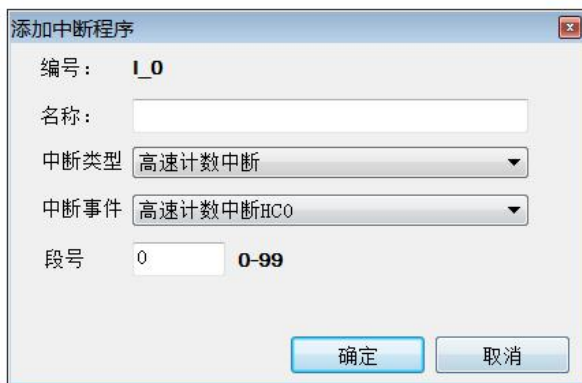 添加中断程序
编号： I_0
名称：
中断类型 高速计数中断
中断事件 高速计数中断HC0
段号 0 0-99
确定 取消